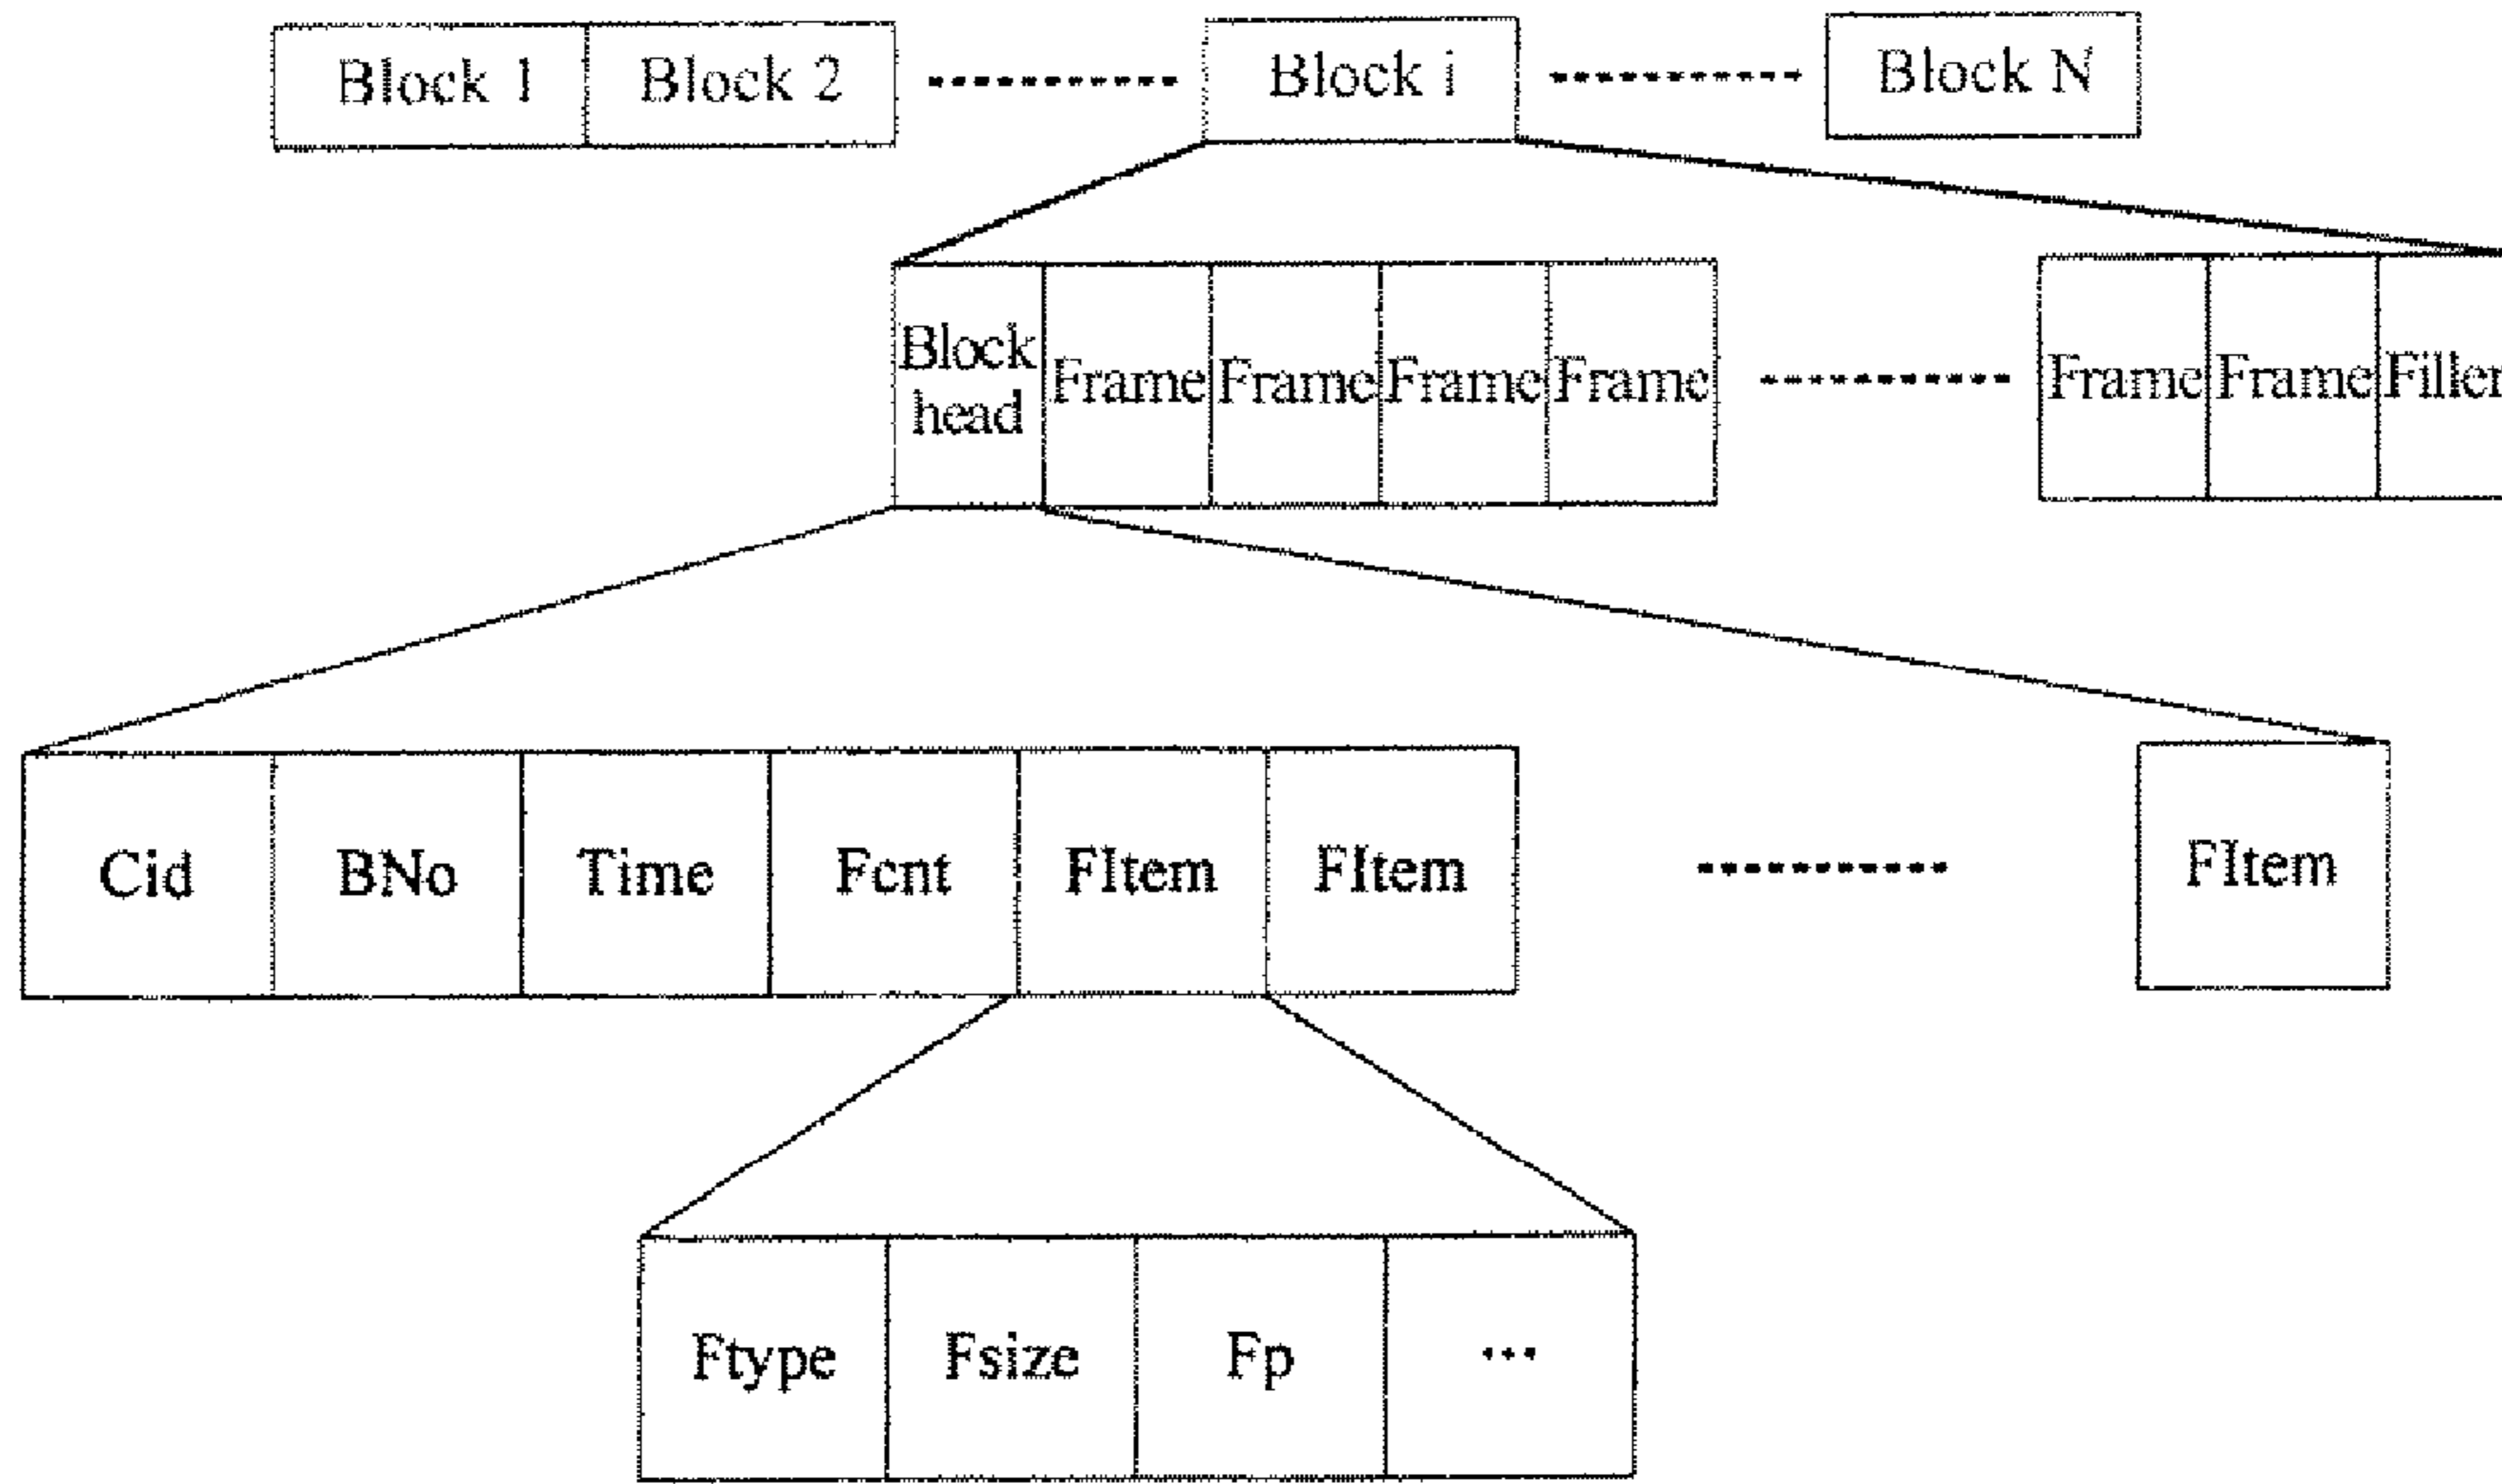 Block 1 Block 2 Block i Block N
Block head Frame Frame Frame Frame Frame Frame Filler
Cid BNo Time Fcnt FItem FItem FItem
Ftype Fsize Fp ...